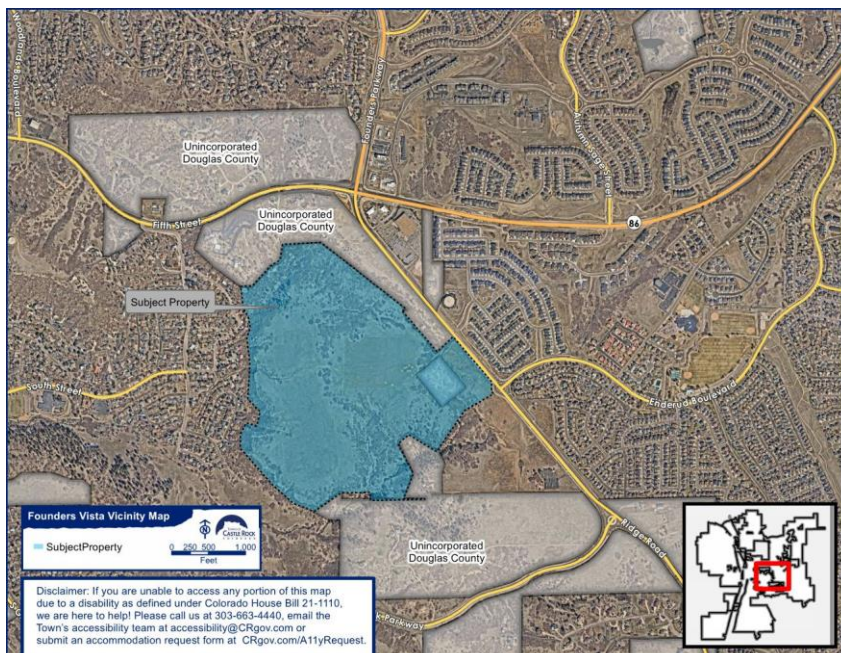 Woodlands Boulevard
Founders Parkway
Autumn Sage Street
Unincorporated
Douglas County
Unincorporated
Douglas County
Fifth Street
86
Subject Property
South Street
Enderud Boulevard
Unincorporated
Douglas County
Ridge Road
Parkway
Founders Vista Vicinity Map
N
CASTLE ROCK
SubjectProperty
0 250 500 1,000
Feet
Disclaimer: If you are unable to access any portion of this map
due to a disability as defined under Colorado House Bill 21-1110,
we are here to help! Please call us at 303-663-4440, email the
Town's accessibility team at accessibility@CRgov.com or
submit an accommodation request form at CRgov.com/A11yRequest.